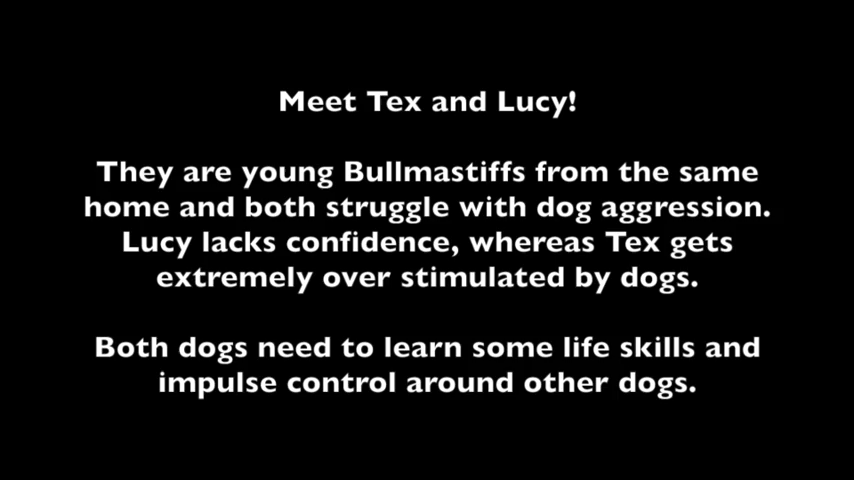 Meet Tex and Lucy!
They are young Bullmastiffs from the same
home and both struggle with dog aggression.
Lucy lacks confidence, whereas Tex gets
extremely over stimulated by dogs.
Both dogs need to learn some life skills and
impulse control around other dogs.